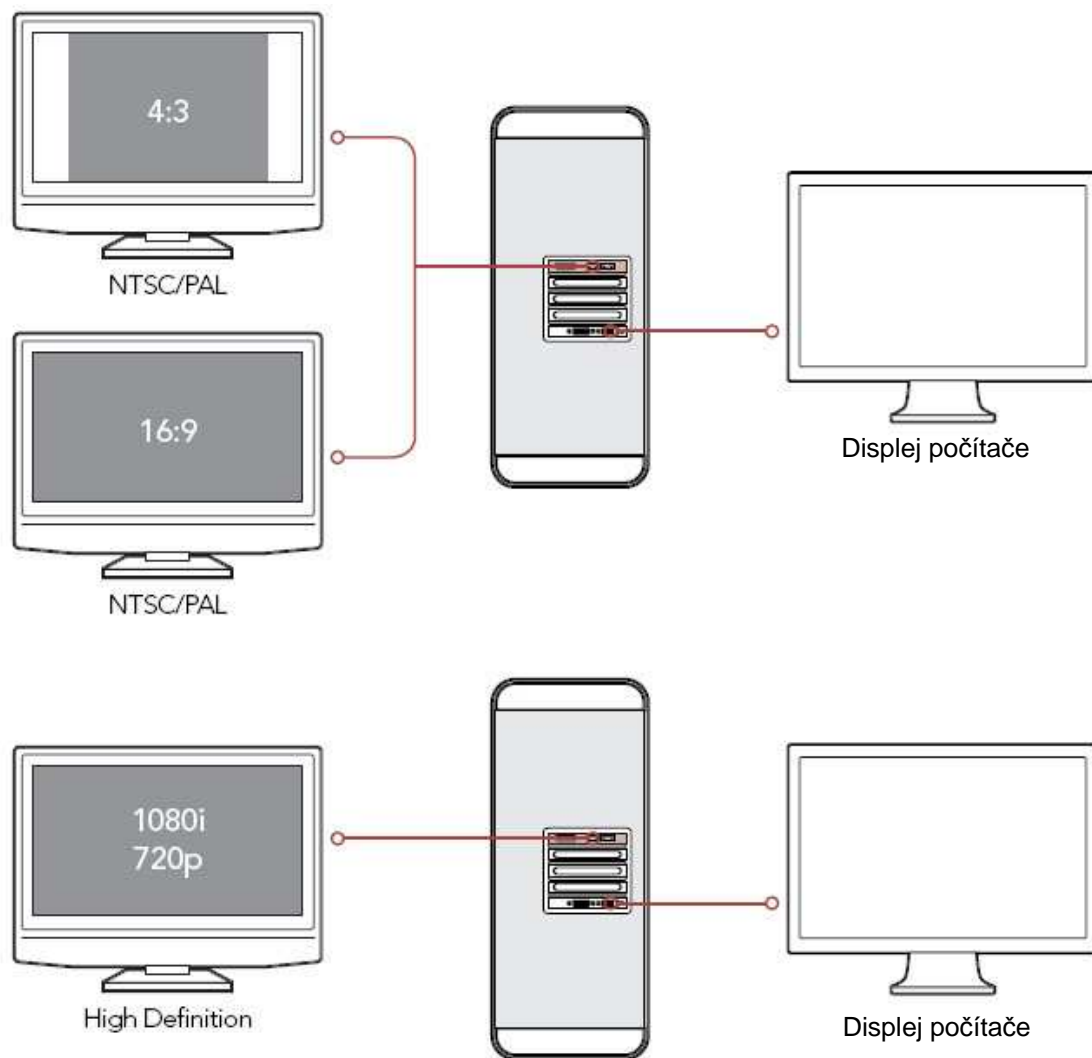 4:3
NTSC/PAL
16:9
NTSC/PAL
Displej počítače
1080i
720p
High Definition
Displej počítače